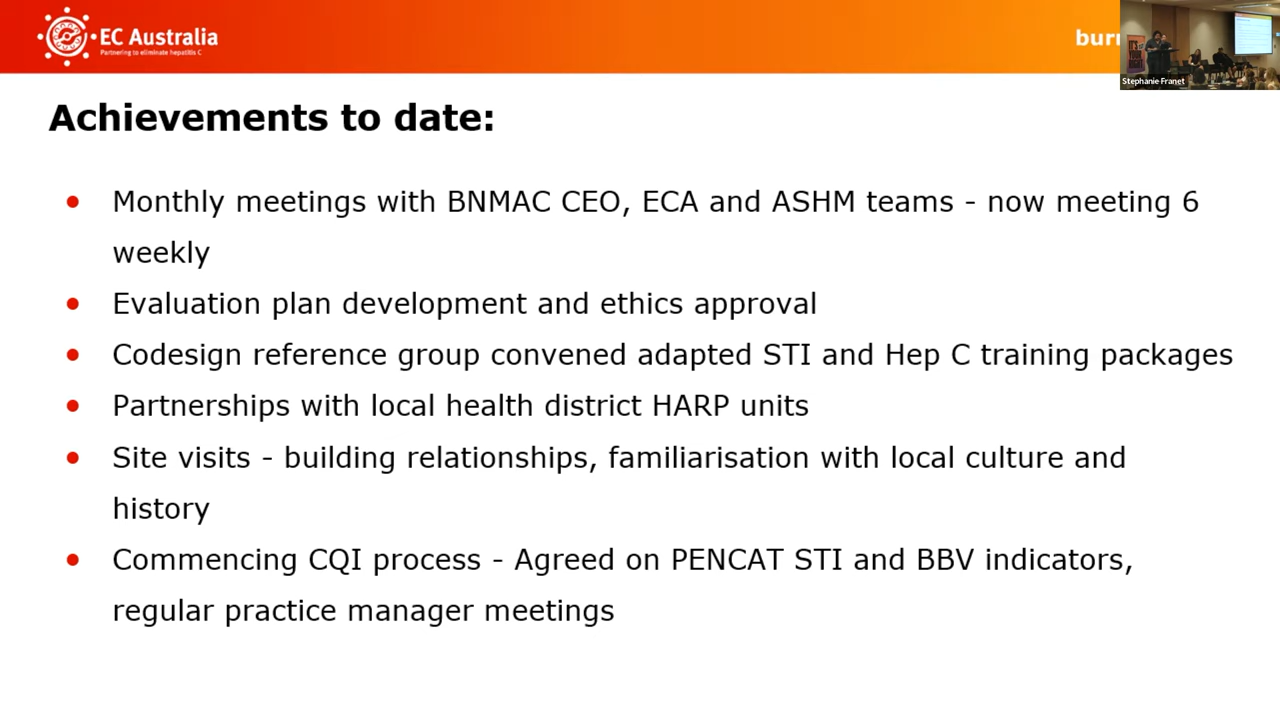 EC Australia
Partnering to eliminate hepatitis C
Stephanie Franet
Achievements to date:
• Monthly meetings with BNMAC CEO, ECA and ASHM teams - now meeting 6
weekly
• Evaluation plan development and ethics approval
• Codesign reference group convened adapted STI and Hep C training packages
• Partnerships with local health district HARP units
• Site visits - building relationships, familiarisation with local culture and
history
• Commencing CQI process - Agreed on PENCAT STI and BBV indicators,
regular practice manager meetings